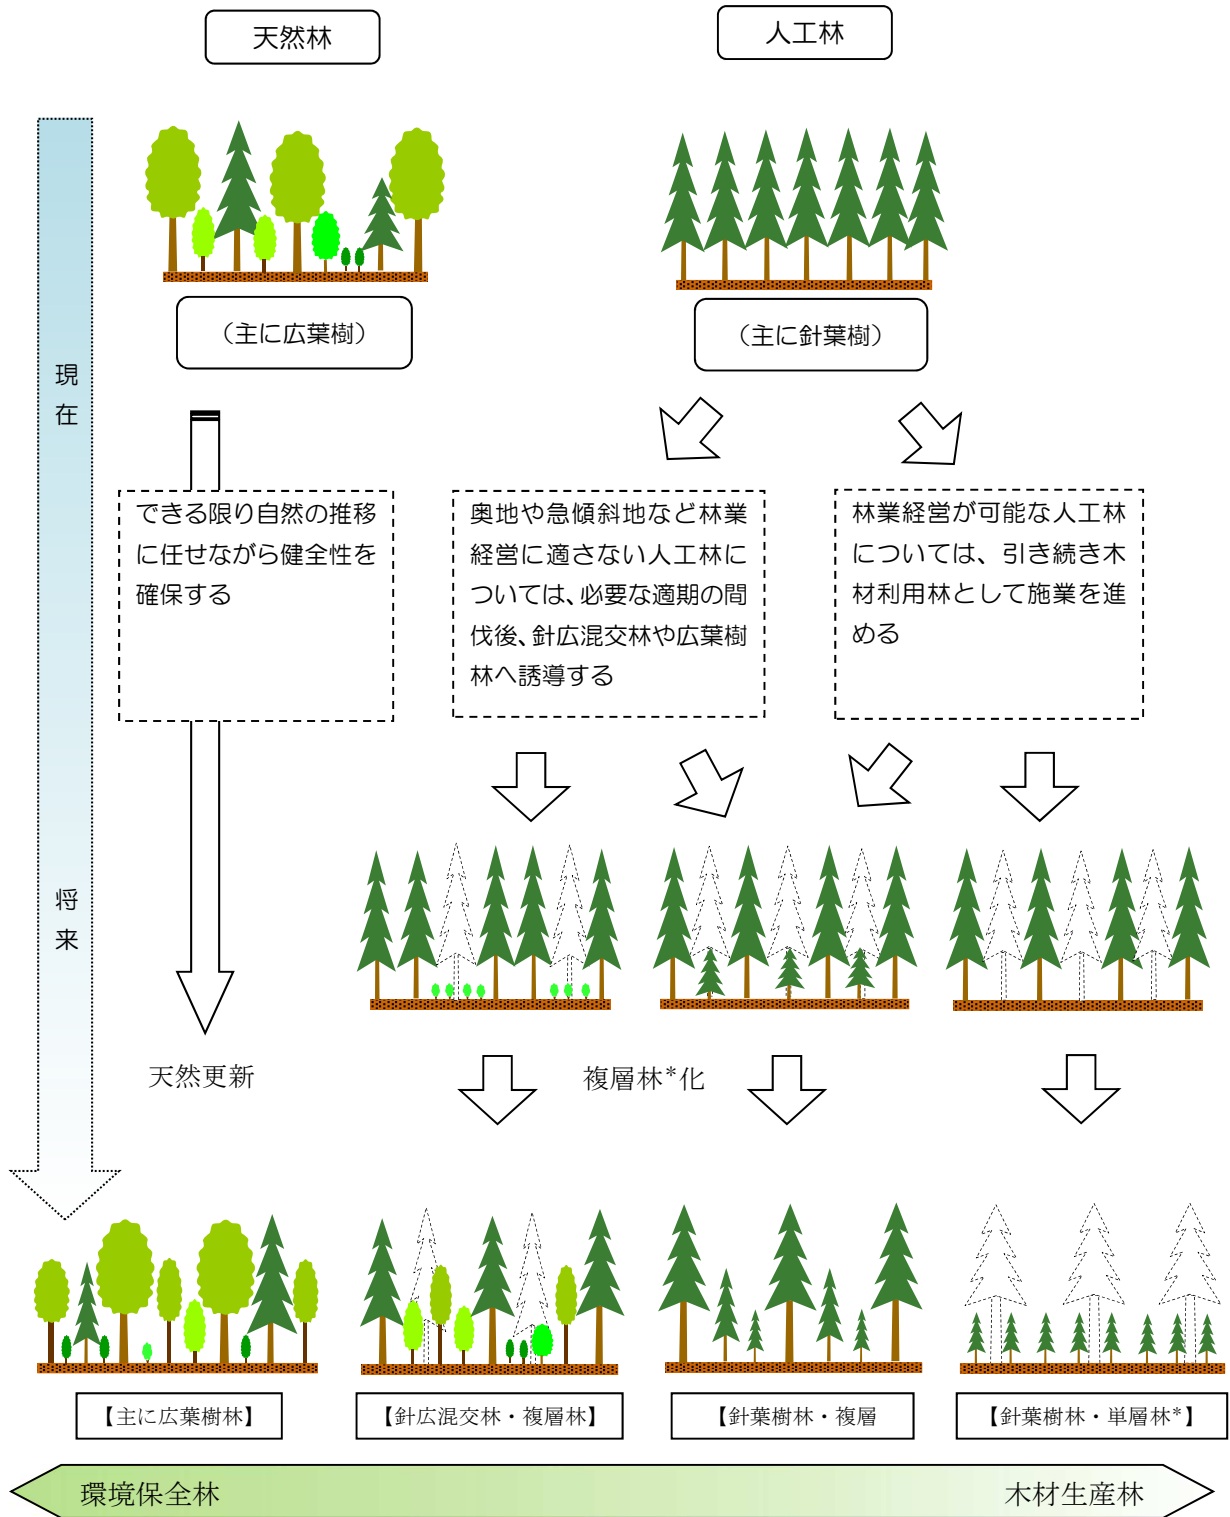 天然林
人工林
（主に広葉樹）
（主に針葉樹）
現在
できる限り自然の推移
に任せながら健全性を
確保する
奥地や急傾斜地など林業
経営に適さない人工林に
ついては、必要な適期の間
伐後、針広混交林や広葉樹
林へ誘導する
林業経営が可能な人工林
については、引き続き木
材利用林として施業を進
める
将来
天然更新
複層林*化
【主に広葉樹林】
【針広混交林・複層林】
【針葉樹林・複層
【針葉樹林・単層林*】
環境保全林
木材生産林